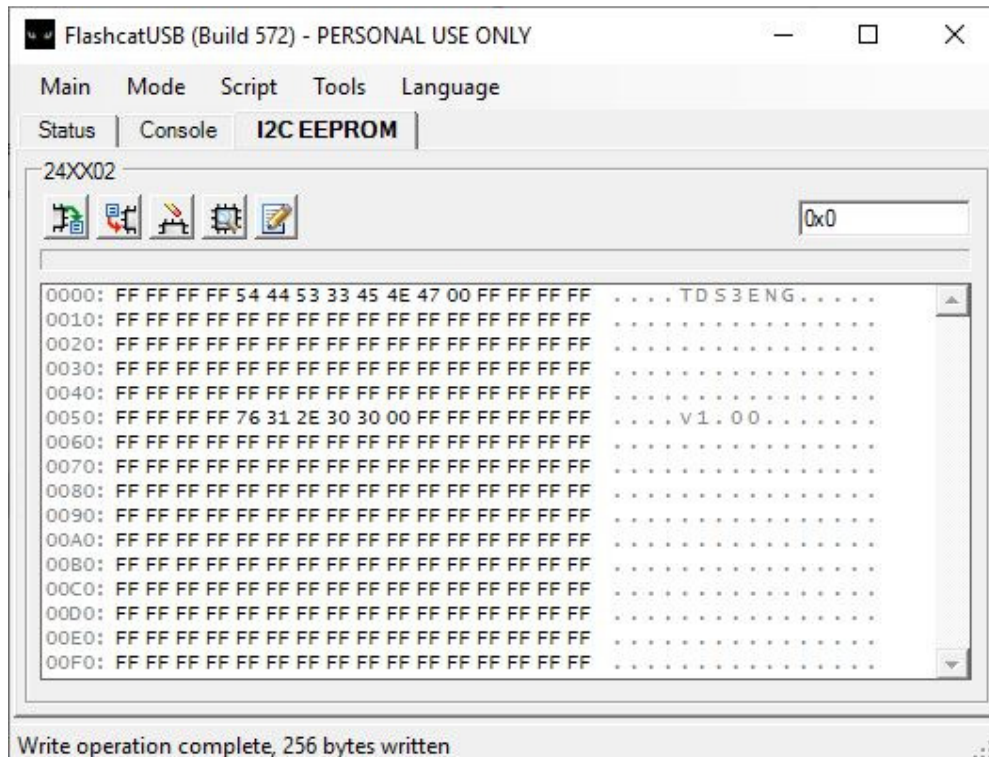 FlashcatUSB (Build 572) - PERSONAL USE ONLY
Main Mode Script Tools Language
Status Console I2C EEPROM
24XX02
0x0
0000: FF FF FF FF 54 44 53 33 45 4E 47 00 FF FF FF FF ....TDS3ENG.....
0010: FF FF FF FF FF FF FF FF FF FF FF FF FF FF FF FF ................
0020: FF FF FF FF FF FF FF FF FF FF FF FF FF FF FF FF ................
0030: FF FF FF FF FF FF FF FF FF FF FF FF FF FF FF FF ................
0040: FF FF FF FF FF FF FF FF FF FF FF FF FF FF FF FF ................
0050: FF FF FF FF 76 31 2E 30 30 00 FF FF FF FF FF FF ....v1.00.......
0060: FF FF FF FF FF FF FF FF FF FF FF FF FF FF FF FF ................
0070: FF FF FF FF FF FF FF FF FF FF FF FF FF FF FF FF ................
0080: FF FF FF FF FF FF FF FF FF FF FF FF FF FF FF FF ................
0090: FF FF FF FF FF FF FF FF FF FF FF FF FF FF FF FF ................
00A0: FF FF FF FF FF FF FF FF FF FF FF FF FF FF FF FF ................
00B0: FF FF FF FF FF FF FF FF FF FF FF FF FF FF FF FF ................
00C0: FF FF FF FF FF FF FF FF FF FF FF FF FF FF FF FF ................
00D0: FF FF FF FF FF FF FF FF FF FF FF FF FF FF FF FF ................
00E0: FF FF FF FF FF FF FF FF FF FF FF FF FF FF FF FF ................
00F0: FF FF FF FF FF FF FF FF FF FF FF FF FF FF FF FF ................
Write operation complete, 256 bytes written